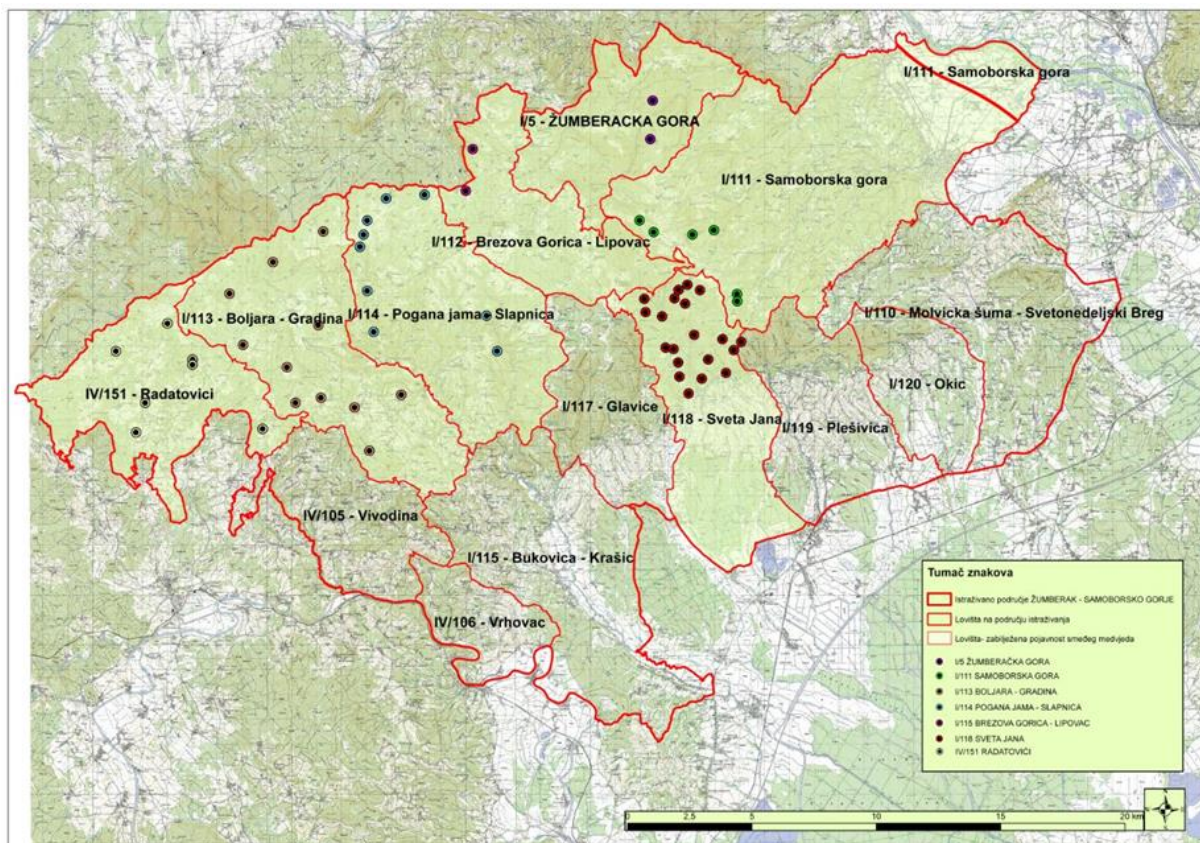 I/111 - Samoborska gora
I/5 - ŽUMBERAČKA GORA
I/111 - Samoborska gora
I/112 - Brezova Gorica - Lipovac
I/113 - Boljara - Gradina
I/114 - Pogana jama - Slapnica
I/110 - Molvicka šuma - Svetonedeljski Breg
IV/151 - Radatovici
I/120 - Okic
I/117 - Glavice
I/118 - Sveta Jana
I/119 - Plešivica
IV/105 - Vivodina
I/115 - Bukovica - Krašic
IV/106 - Vrhovac
Tumač znakova
Istraživano područje ŽUMBERAK - SAMOBORSKO GORJE
Lovišta na području istraživanja
Lovišta- zabilježena pojavnost smeđeg medvjeda
I/5 ŽUMBERAČKA GORA
I/111 SAMOBORSKA GORA
I/113 BOLJARA - GRADINA
I/114 POGANA JAMA - SLAPNICA
I/115 BREZOVA GORICA - LIPOVAC
I/118 SVETA JANA
IV/151 RADATOVIĆI
0 2,5 5 10 15 20 km